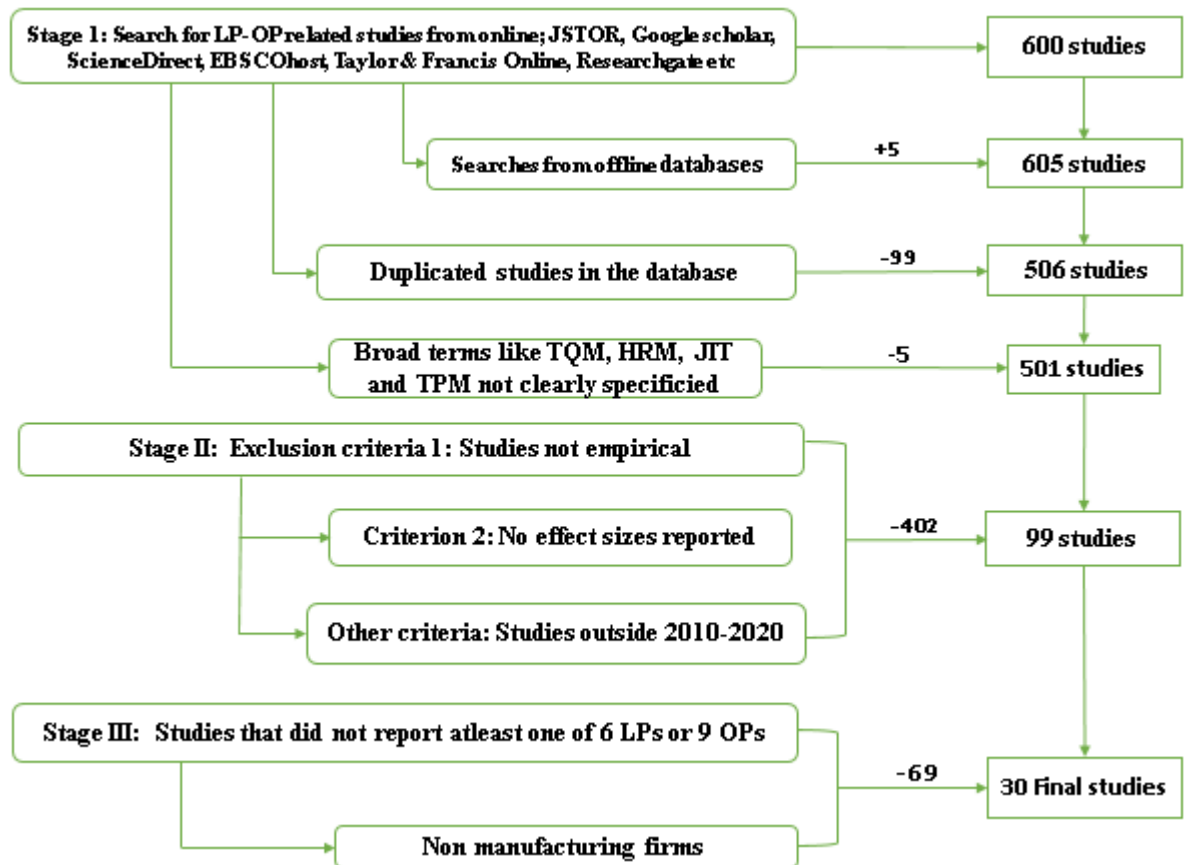 Stage 1: Search for LP-OP related studies from online; JSTOR, Google scholar,
ScienceDirect, EBSCOhost, Taylor & Francis Online, Researchgate etc
600 studies
Searches from offline databases
+5
605 studies
Duplicated studies in the database
-99
506 studies
Broad terms like TQM, HRM, JIT
and TPM not clearly specificied
-5
501 studies
Stage II: Exclusion criteria 1: Studies not empirical
Criterion 2: No effect sizes reported
-402
99 studies
Other criteria: Studies outside 2010-2020
Stage III: Studies that did not report atleast one of 6 LPs or 9 OPs
-69
30 Final studies
Non manufacturing firms